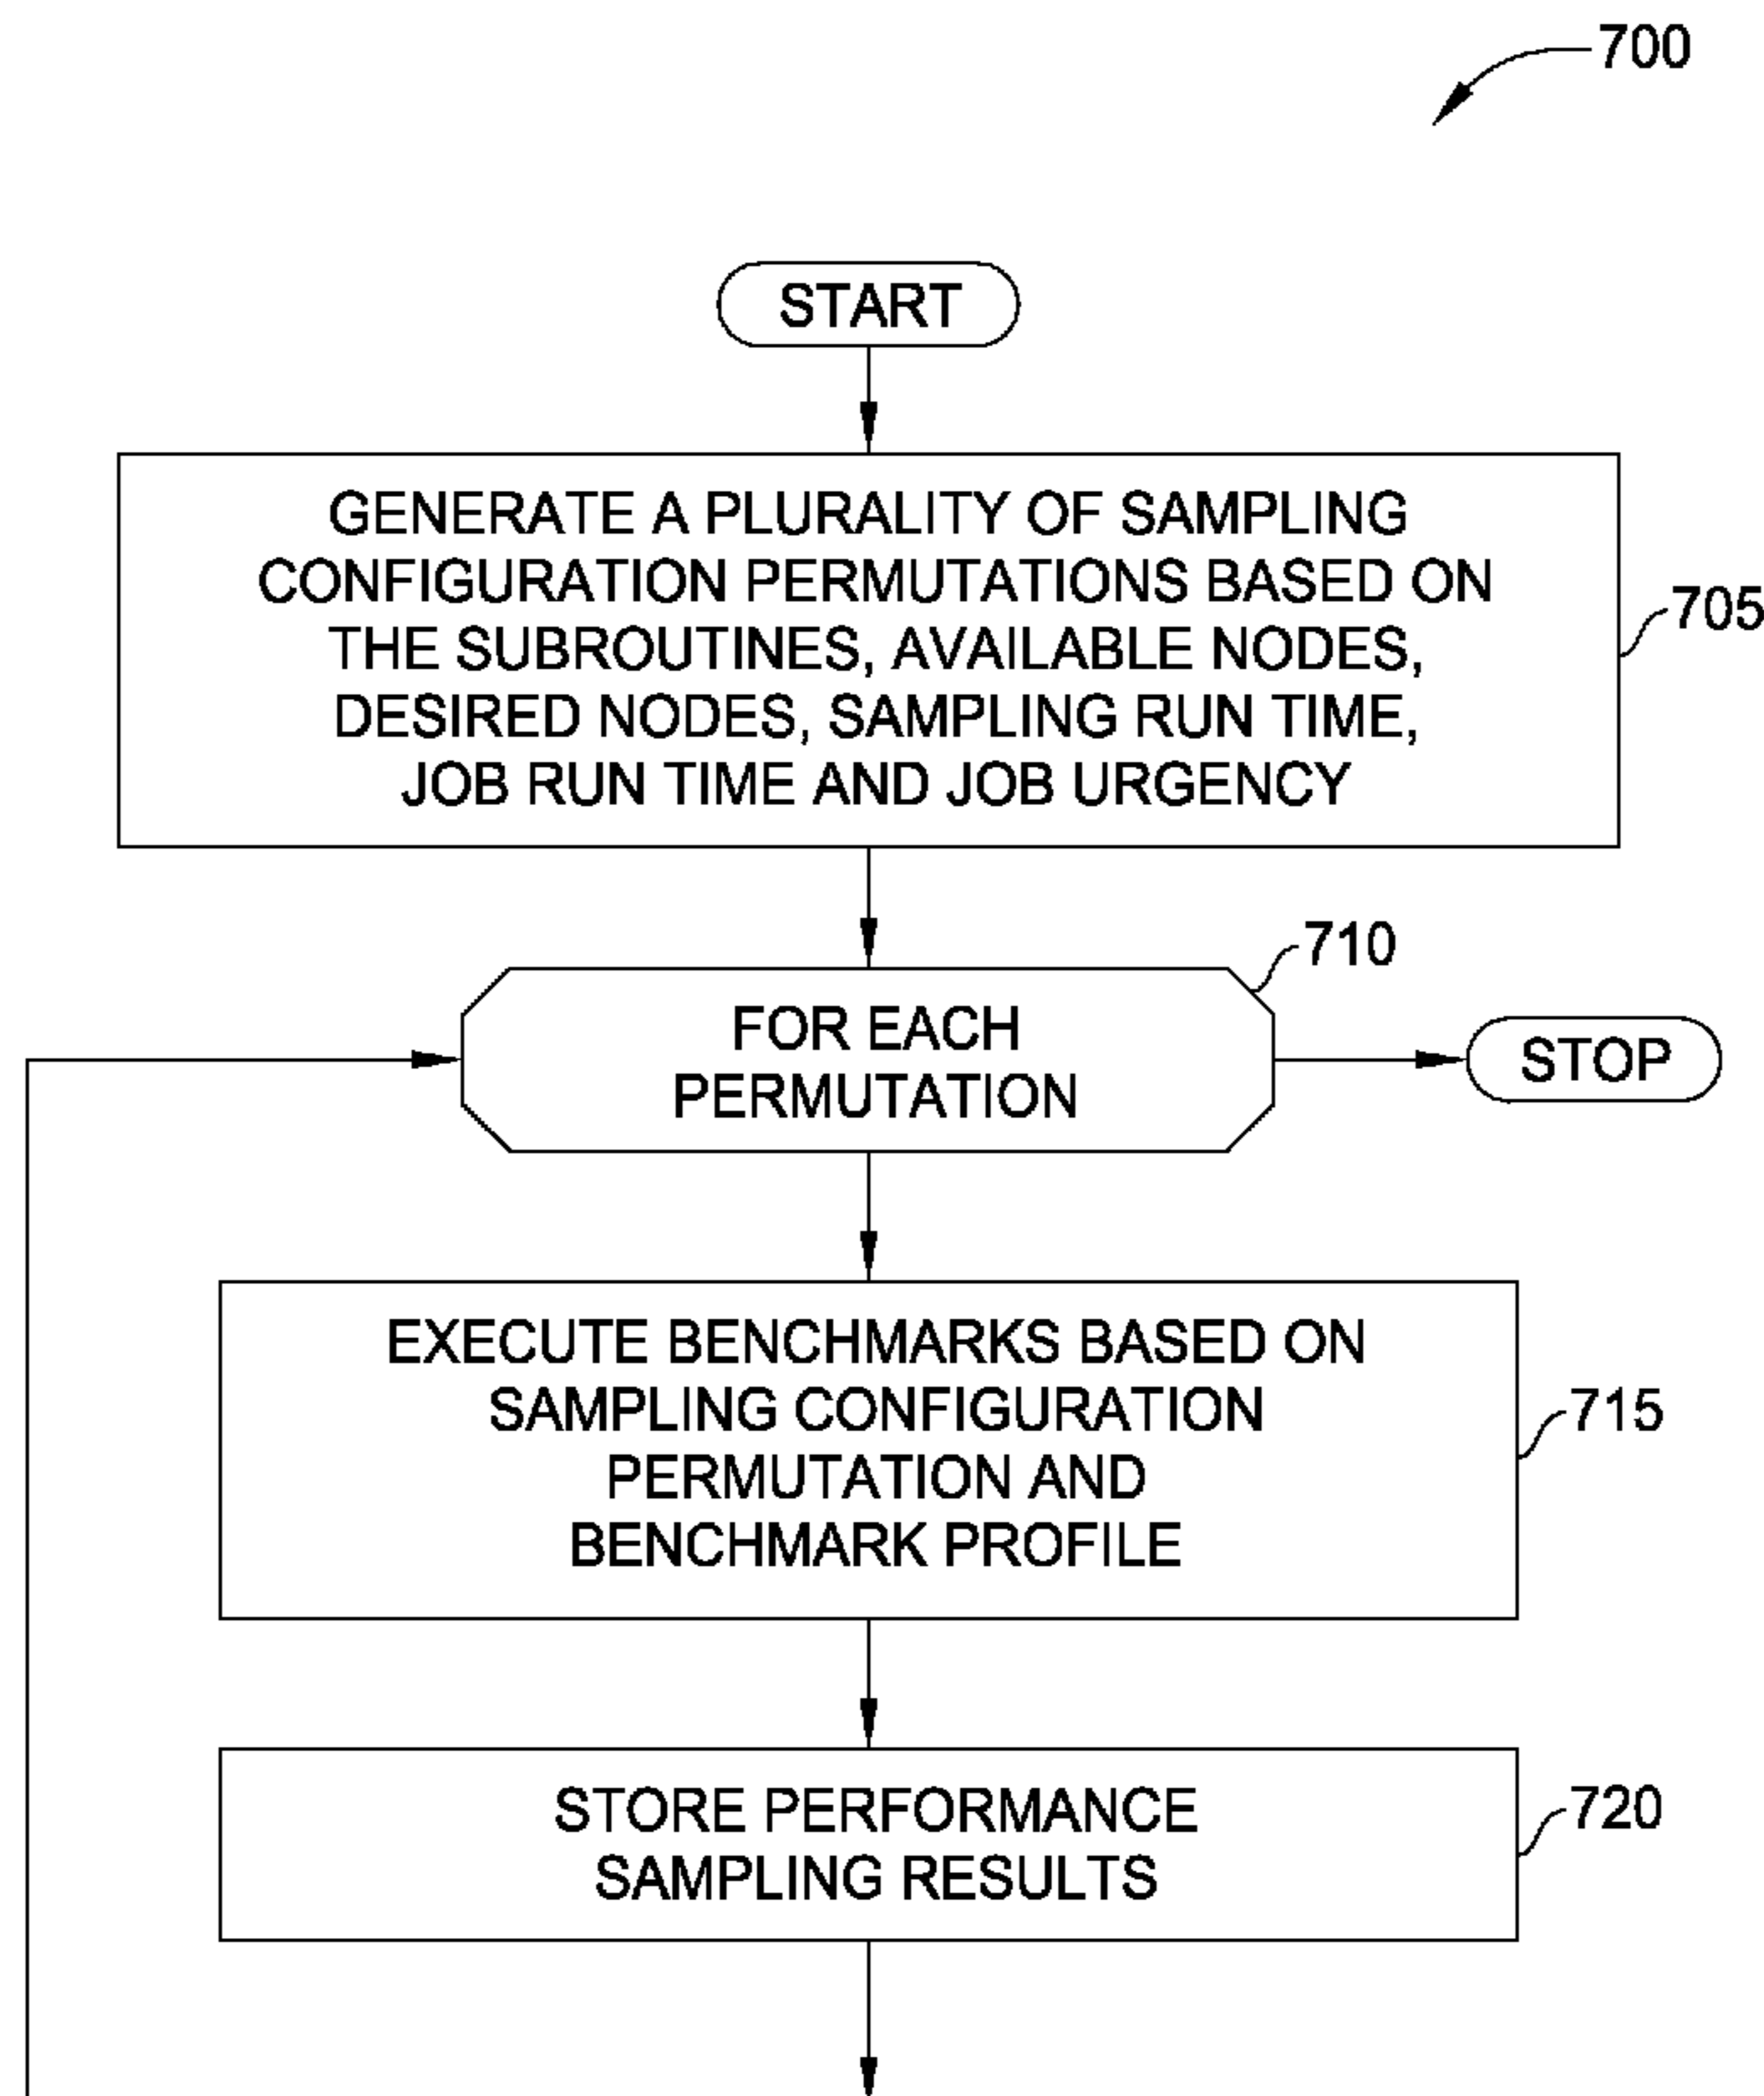 700
START
GENERATE A PLURALITY OF SAMPLING
CONFIGURATION PERMUTATIONS BASED ON
THE SUBROUTINES, AVAILABLE NODES,
DESIRED NODES, SAMPLING RUN TIME,
JOB RUN TIME AND JOB URGENCY
705
710
FOR EACH
PERMUTATION
STOP
EXECUTE BENCHMARKS BASED ON
SAMPLING CONFIGURATION
PERMUTATION AND
BENCHMARK PROFILE
715
STORE PERFORMANCE
SAMPLING RESULTS
720